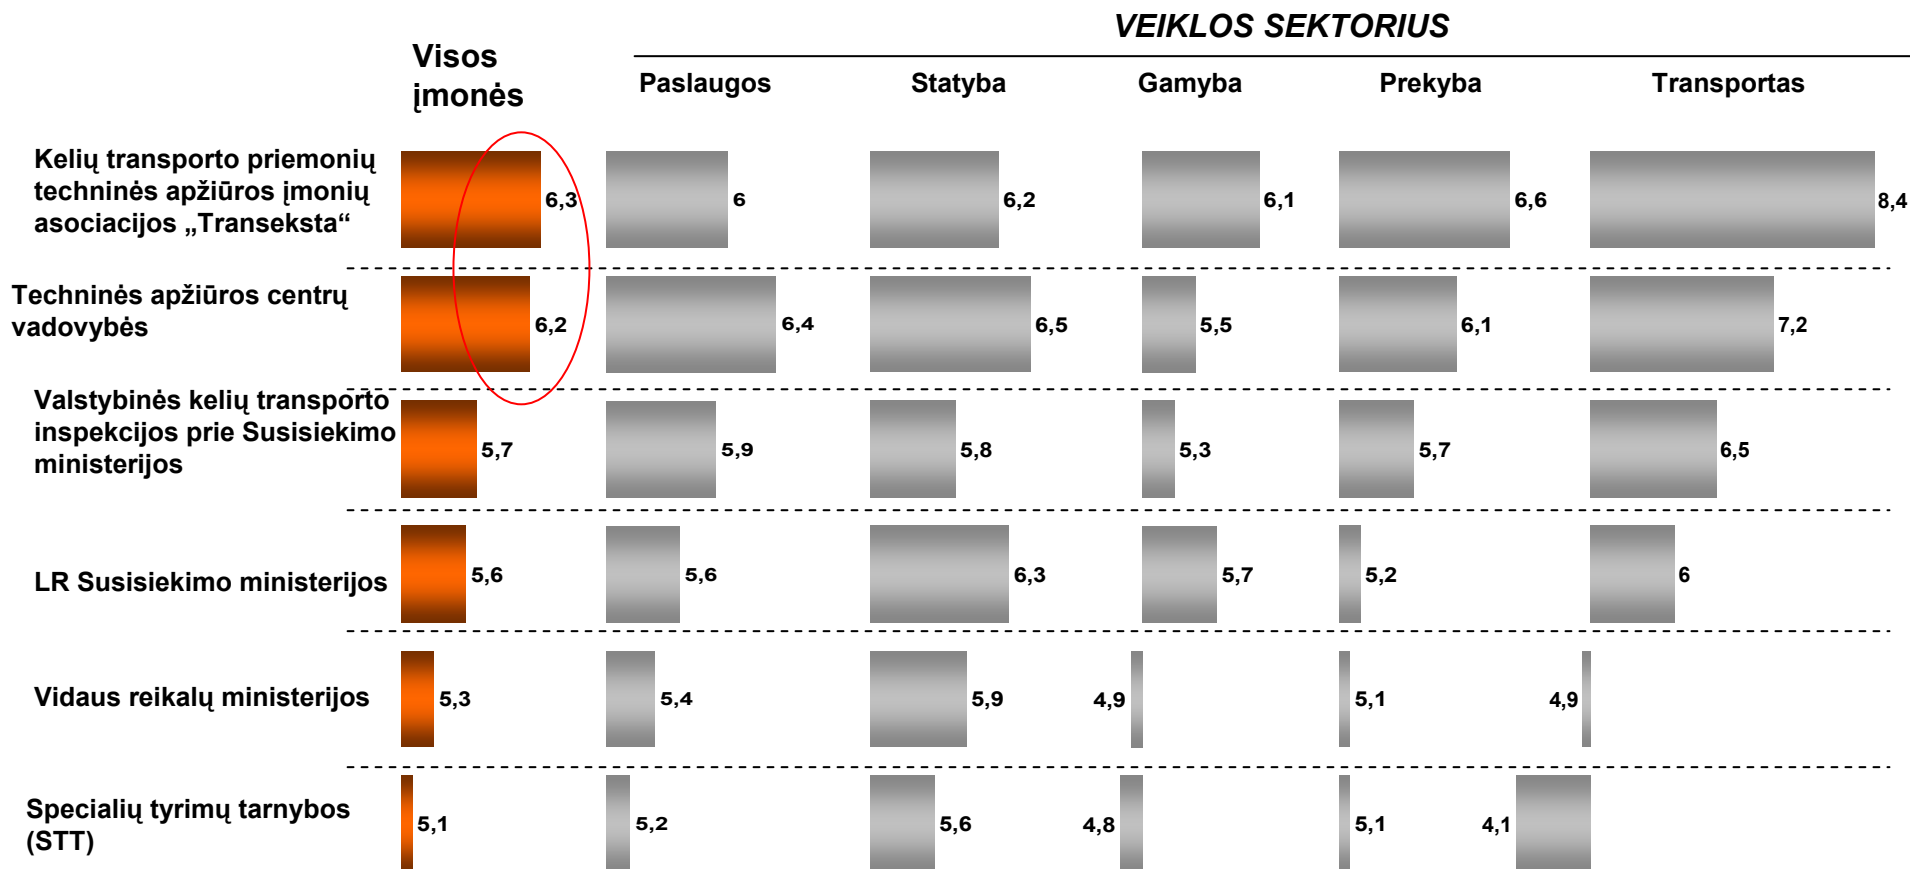 VEIKLOS SEKTORIUS
Visos
įmonės
Paslaugos Statyba Gamyba Prekyba Transportas
Kelių transporto priemonių
techninės apžiūros įmonių
asociacijos „Transeksta“
6,3 6 6,2 6,1 6,6 8,4
Techninės apžiūros centrų
vadovybės
6,2 6,4 6,5 5,5 6,1 7,2
Valstybinės kelių transporto
inspekcijos prie Susisiekimo
ministerijos
5,7 5,9 5,8 5,3 5,7 6,5
LR Susisiekimo ministerijos
5,6 5,6 6,3 5,7 5,2 6
Vidaus reikalų ministerijos
5,3 5,4 5,9 4,9 5,1 4,9
Specialių tyrimų tarnybos
(STT)
5,1 5,2 5,6 4,8 5,1 4,1